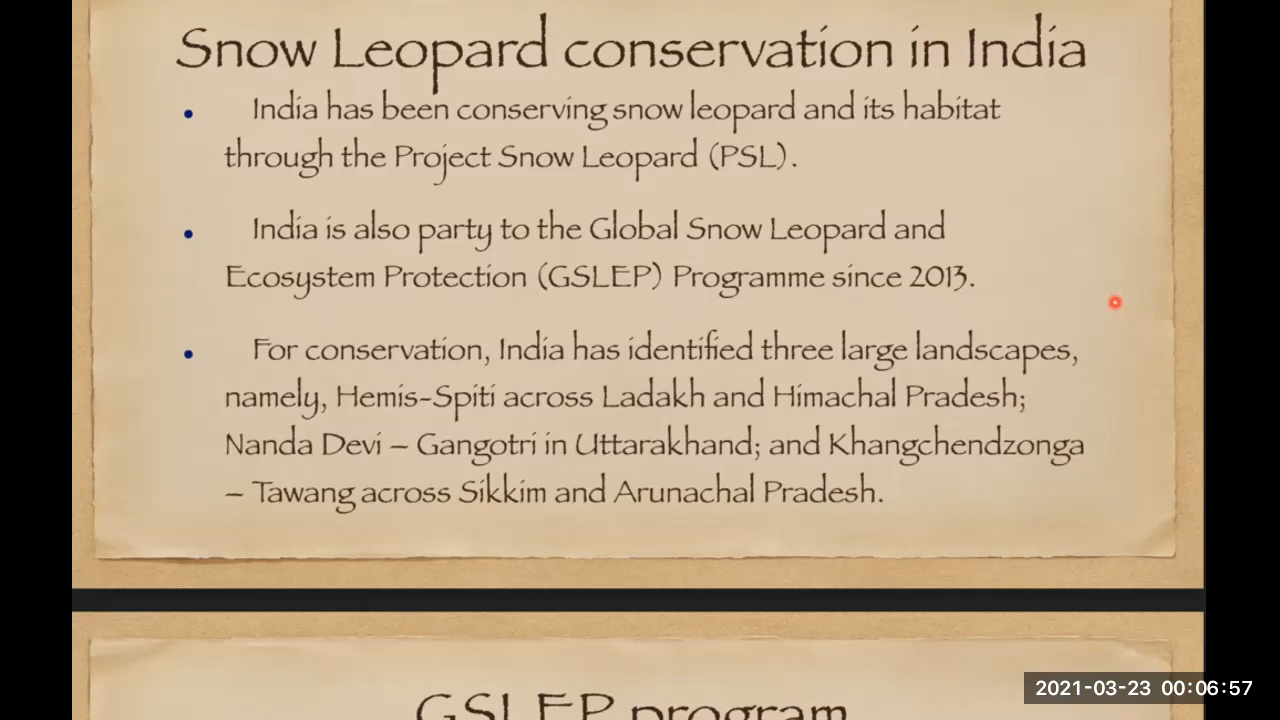 Snow Leopard conservation in India
• India has been conserving snow leopard and its habitat
through the Project Snow Leopard (PSL).
• India is also party to the Global Snow Leopard and
Ecosystem Protection (GSLEP) Programme since 2013.
• For conservation, India has identified three large landscapes,
namely, Hemis-Spiti across Ladakh and Himachal Pradesh;
Nanda Devi – Gangotri in Uttarakhand; and Khangchendzonga
– Tawang across Sikkim and Arunachal Pradesh.
GSLEP program
2021-03-23 00:06:57